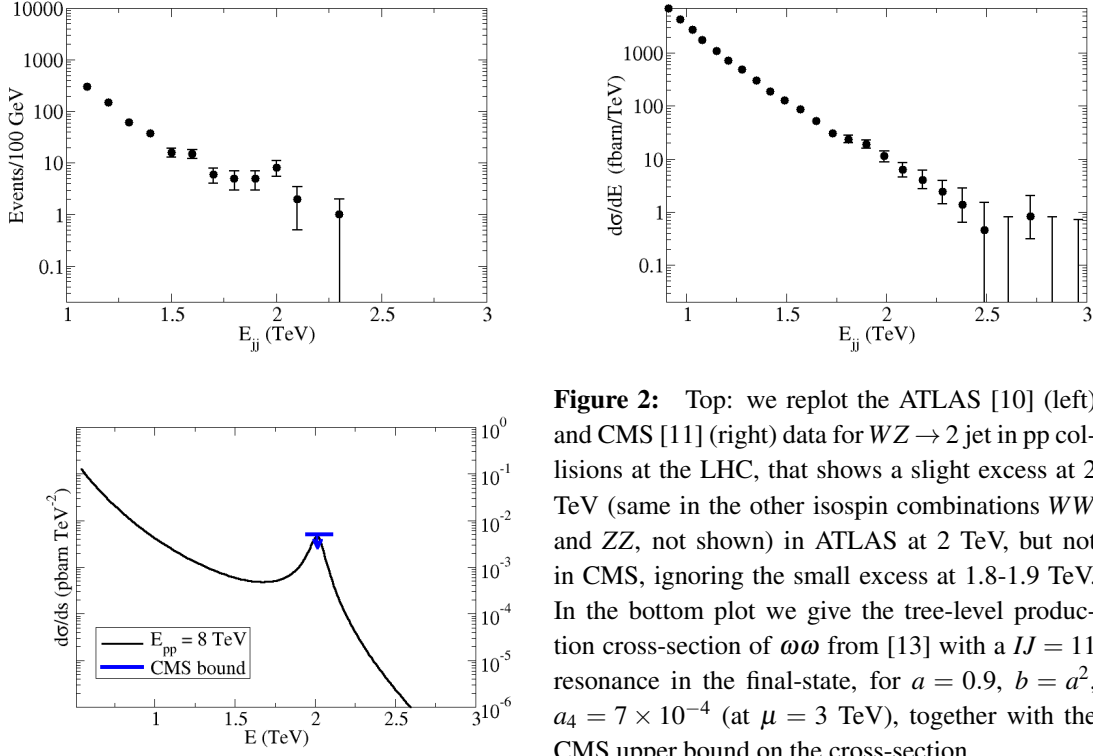 10000
1000
100
10
1
0.1
Events/100 GeV
1 1.5 2 2.5 3
E_jj (TeV)
1000
100
10
1
0.1
dσ/dE (fbarn/TeV)
1 1.5 2 2.5 3
E_jj (TeV)
10^0
10^-1
10^-2
10^-3
10^-4
10^-5
10^-6
dσ/ds (pbarn TeV^-2)
E_pp = 8 TeV
CMS bound
1 1.5 2 2.5 3
E (TeV)
Figure 2: Top: we replot the ATLAS [10] (left)
and CMS [11] (right) data for WZ → 2 jet in pp col-
lisions at the LHC, that shows a slight excess at 2
TeV (same in the other isospin combinations WW
and ZZ, not shown) in ATLAS at 2 TeV, but not
in CMS, ignoring the small excess at 1.8-1.9 TeV.
In the bottom plot we give the tree-level produc-
tion cross-section of ωω from [13] with a IJ = 11
resonance in the final-state, for a = 0.9, b = a²,
a₄ = 7 × 10⁻⁴ (at μ = 3 TeV), together with the
CMS upper bound on the cross-section.